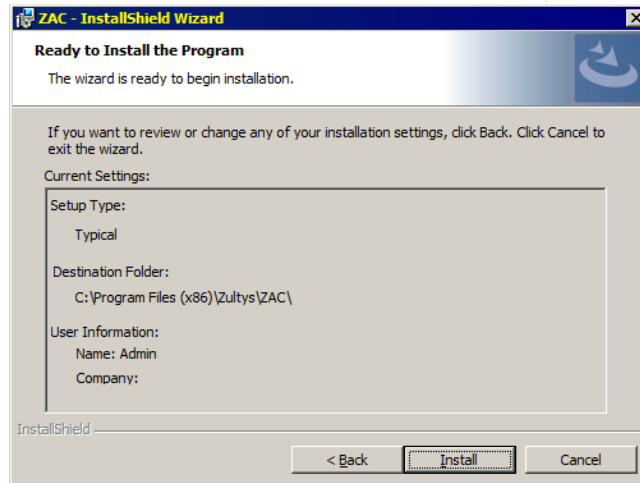 ZAC - InstallShield Wizard
Ready to Install the Program
The wizard is ready to begin installation.
If you want to review or change any of your installation settings, click Back. Click Cancel to
exit the wizard.
Current Settings:
Setup Type:
Typical
Destination Folder:
C:\Program Files (x86)\Zultys\ZAC\
User Information:
Name: Admin
Company:
InstallShield
< Back
Install
Cancel